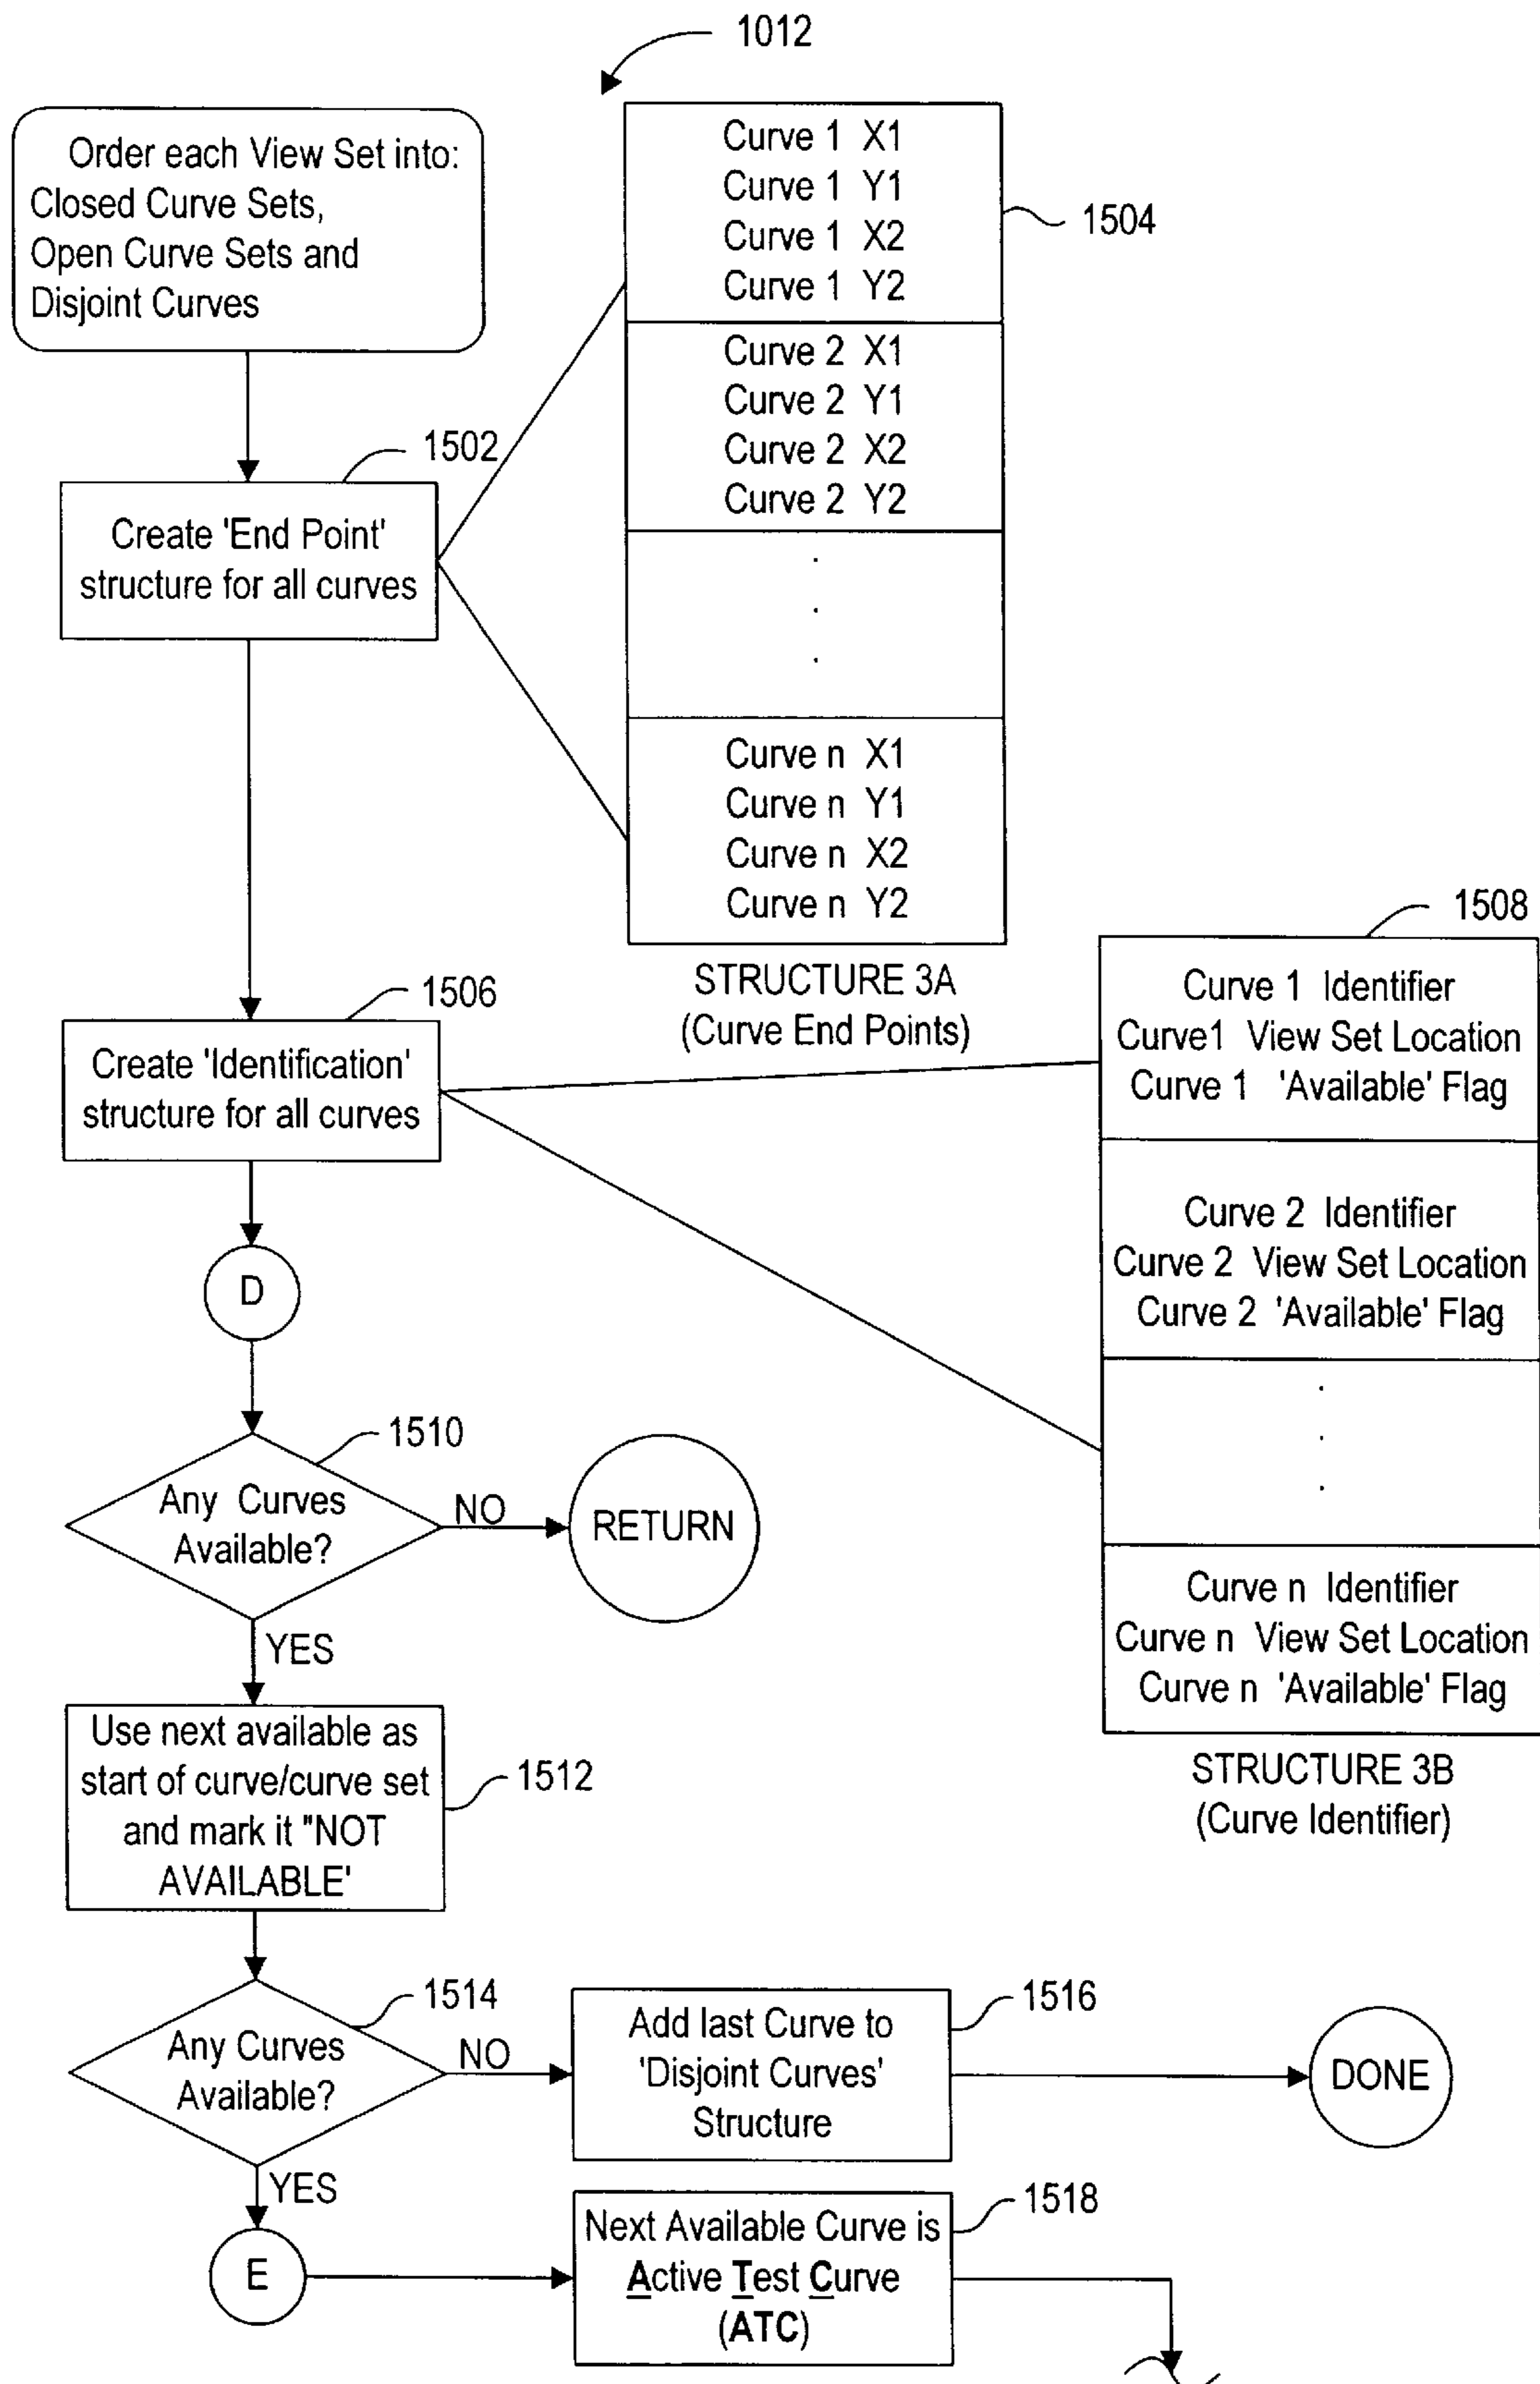 1012
Order each View Set into:
Closed Curve Sets,
Open Curve Sets and
Disjoint Curves
Curve 1 X1
Curve 1 Y1
Curve 1 X2
Curve 1 Y2
1504
Curve 2 X1
Curve 2 Y1
Curve 2 X2
Curve 2 Y2
1502
Create 'End Point'
structure for all curves
.
.
.
Curve n X1
Curve n Y1
Curve n X2
Curve n Y2
STRUCTURE 3A
(Curve End Points)
1508
Curve 1 Identifier
Curve1 View Set Location
Curve 1 'Available' Flag
1506
Create 'Identification'
structure for all curves
Curve 2 Identifier
Curve 2 View Set Location
Curve 2 'Available' Flag
.
.
.
Curve n Identifier
Curve n View Set Location
Curve n 'Available' Flag
STRUCTURE 3B
(Curve Identifier)
D
1510
Any Curves
Available?
NO
RETURN
YES
Use next available as
start of curve/curve set
and mark it "NOT
AVAILABLE'
1512
1514
Any Curves
Available?
NO
Add last Curve to
'Disjoint Curves'
Structure
1516
DONE
YES
E
Next Available Curve is
Active Test Curve
(ATC)
1518